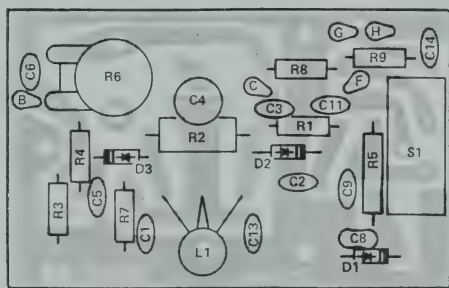 G H
R9 C14
C6 R6 R8
B C4 C F
C3 C11
R2 R1 S1
R4 D3 D2 R5
C5 C2 C9
R3 R7 C1
L1 C13 C8
D1